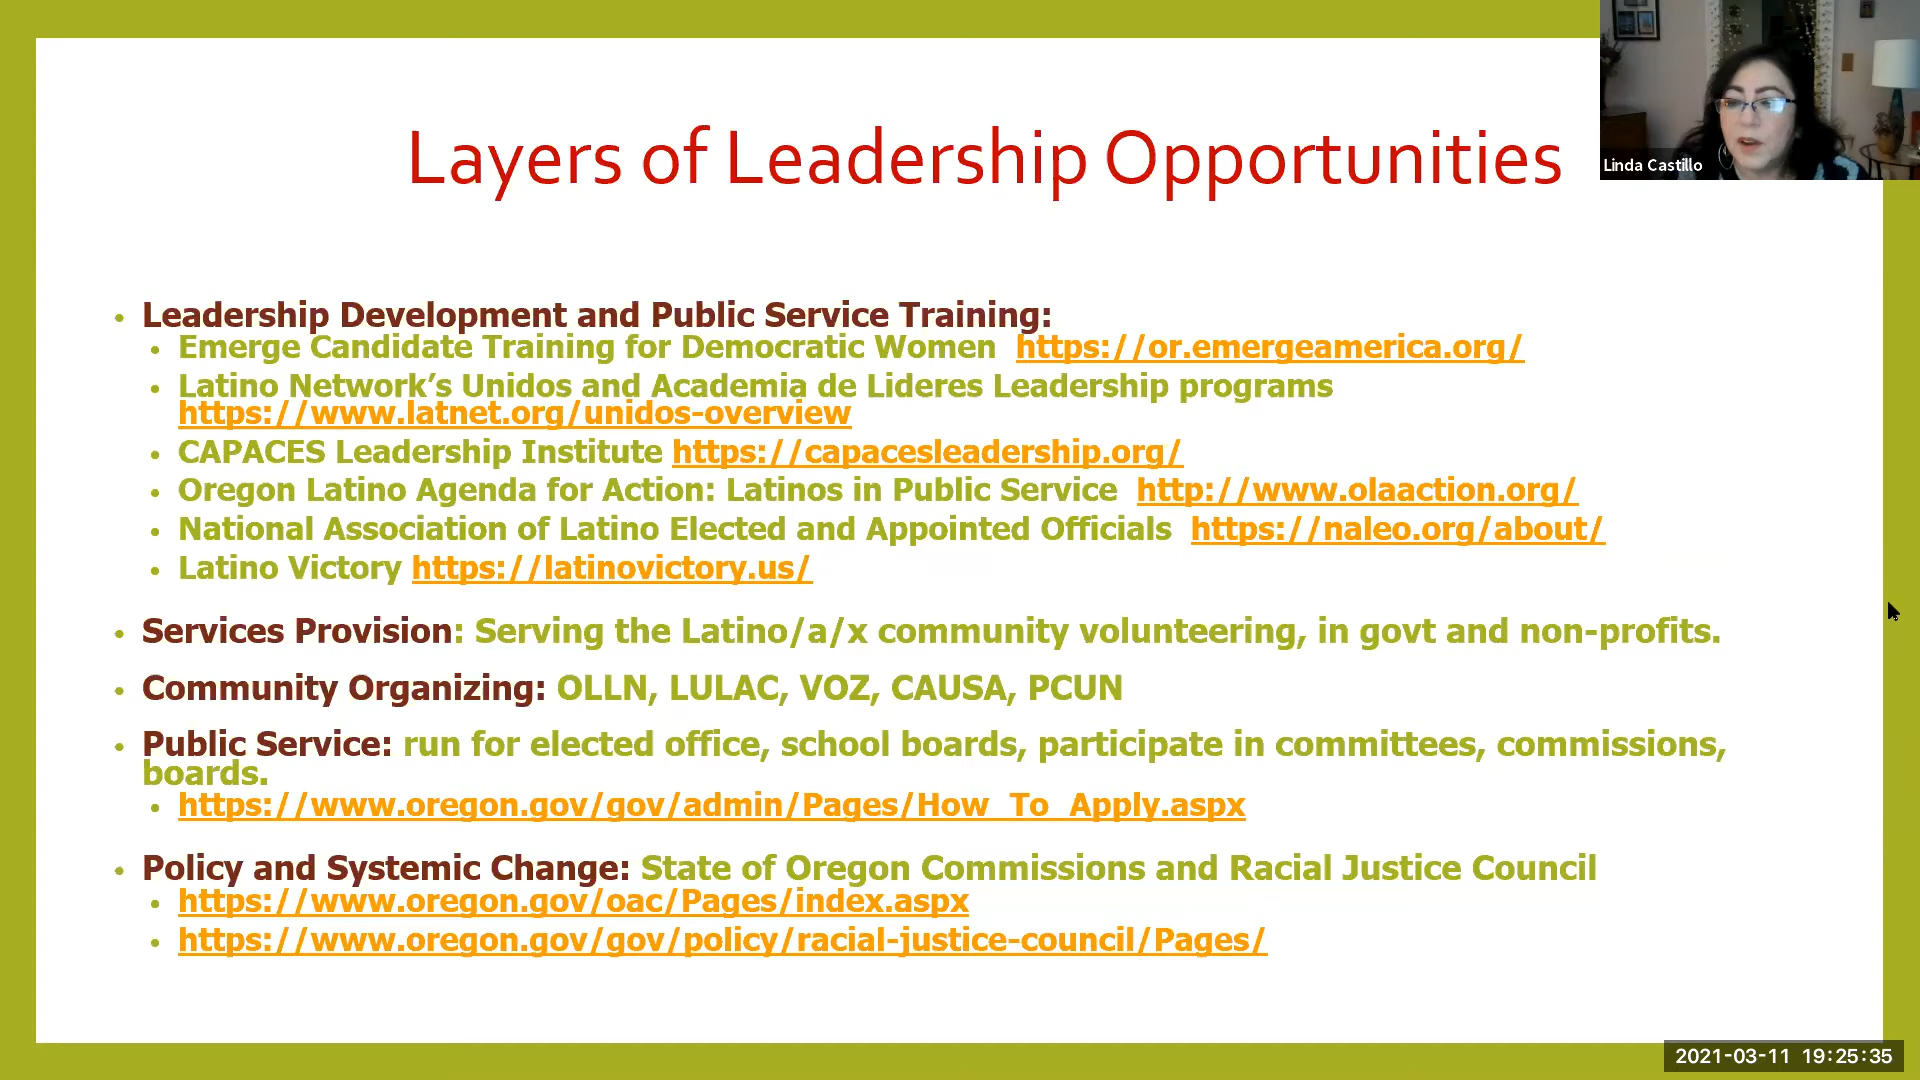 Layers of Leadership Opportunities
Linda Castillo
• Leadership Development and Public Service Training:
• Emerge Candidate Training for Democratic Women https://or.emergeamerica.org/
• Latino Network’s Unidos and Academia de Lideres Leadership programs
https://www.latnet.org/unidos-overview
• CAPACES Leadership Institute https://capacesleadership.org/
• Oregon Latino Agenda for Action: Latinos in Public Service http://www.olaaction.org/
• National Association of Latino Elected and Appointed Officials https://naleo.org/about/
• Latino Victory https://latinovictory.us/
• Services Provision: Serving the Latino/a/x community volunteering, in govt and non-profits.
• Community Organizing: OLLN, LULAC, VOZ, CAUSA, PCUN
• Public Service: run for elected office, school boards, participate in committees, commissions,
boards.
• https://www.oregon.gov/gov/admin/Pages/How_To_Apply.aspx
• Policy and Systemic Change: State of Oregon Commissions and Racial Justice Council
• https://www.oregon.gov/oac/Pages/index.aspx
• https://www.oregon.gov/gov/policy/racial-justice-council/Pages/
2021-03-11 19:25:35